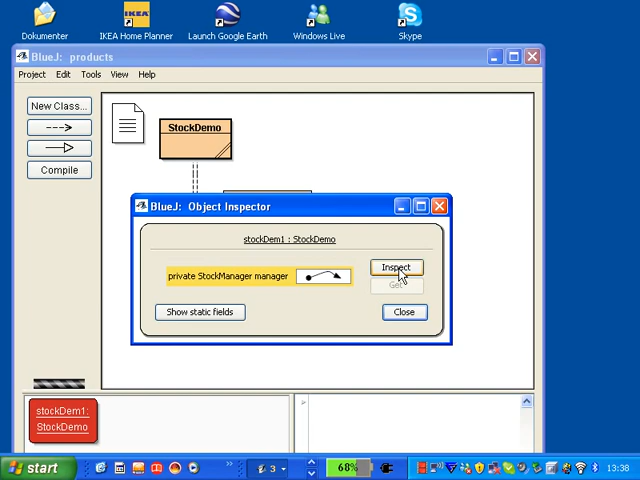 Dokumenter
IKEA Home Planner
Launch Google Earth
Windows Live
Skype
BlueJ: products
Project Edit Tools View Help
New Class...
Compile
StockDemo
BlueJ: Object Inspector
stockDem1 : StockDemo
private StockManager manager
Inspect
Get
Show static fields
Close
stockDem1:
StockDemo
start
3
68%
13:38